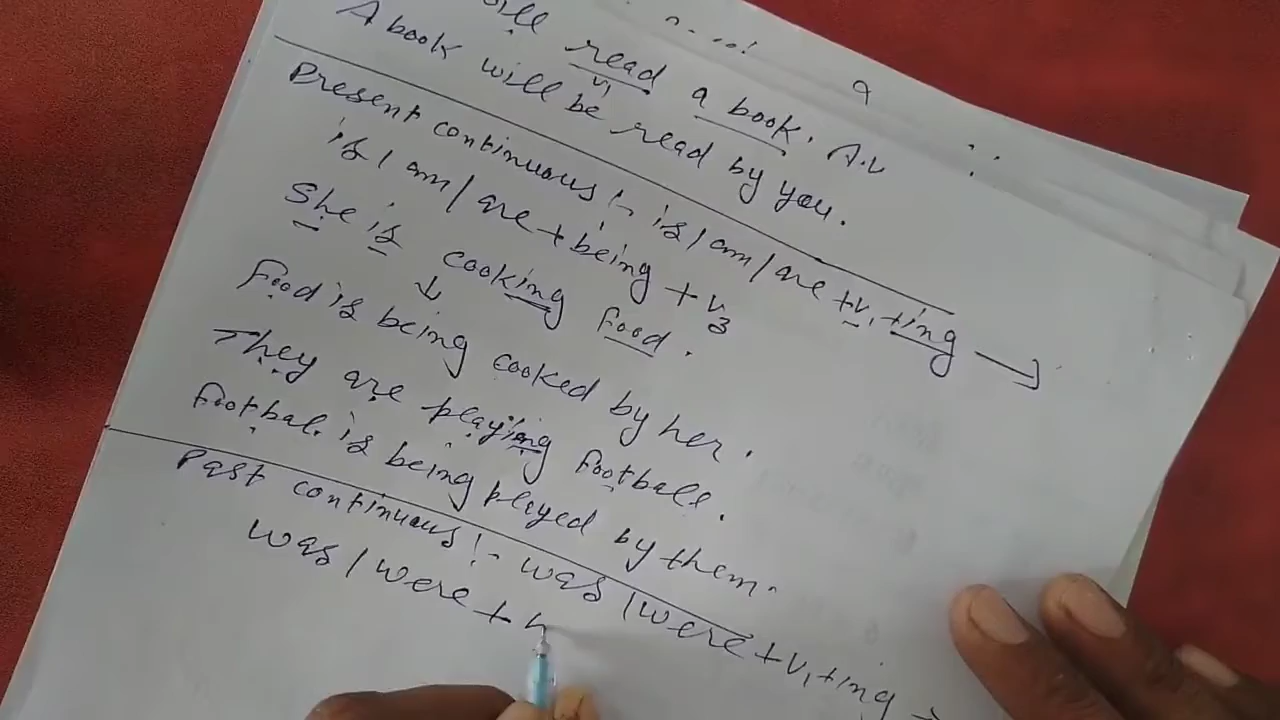 will read a book. A.V
V1
A book will be read by you.
Present continuous :- is / am / are + V1 + ing →
is / am / are + being + V3
She is cooking food.
Food is being cooked by her.
They are playing football.
Football is being played by them.
Past continuous :- was / were + V1 + ing →
was / were +